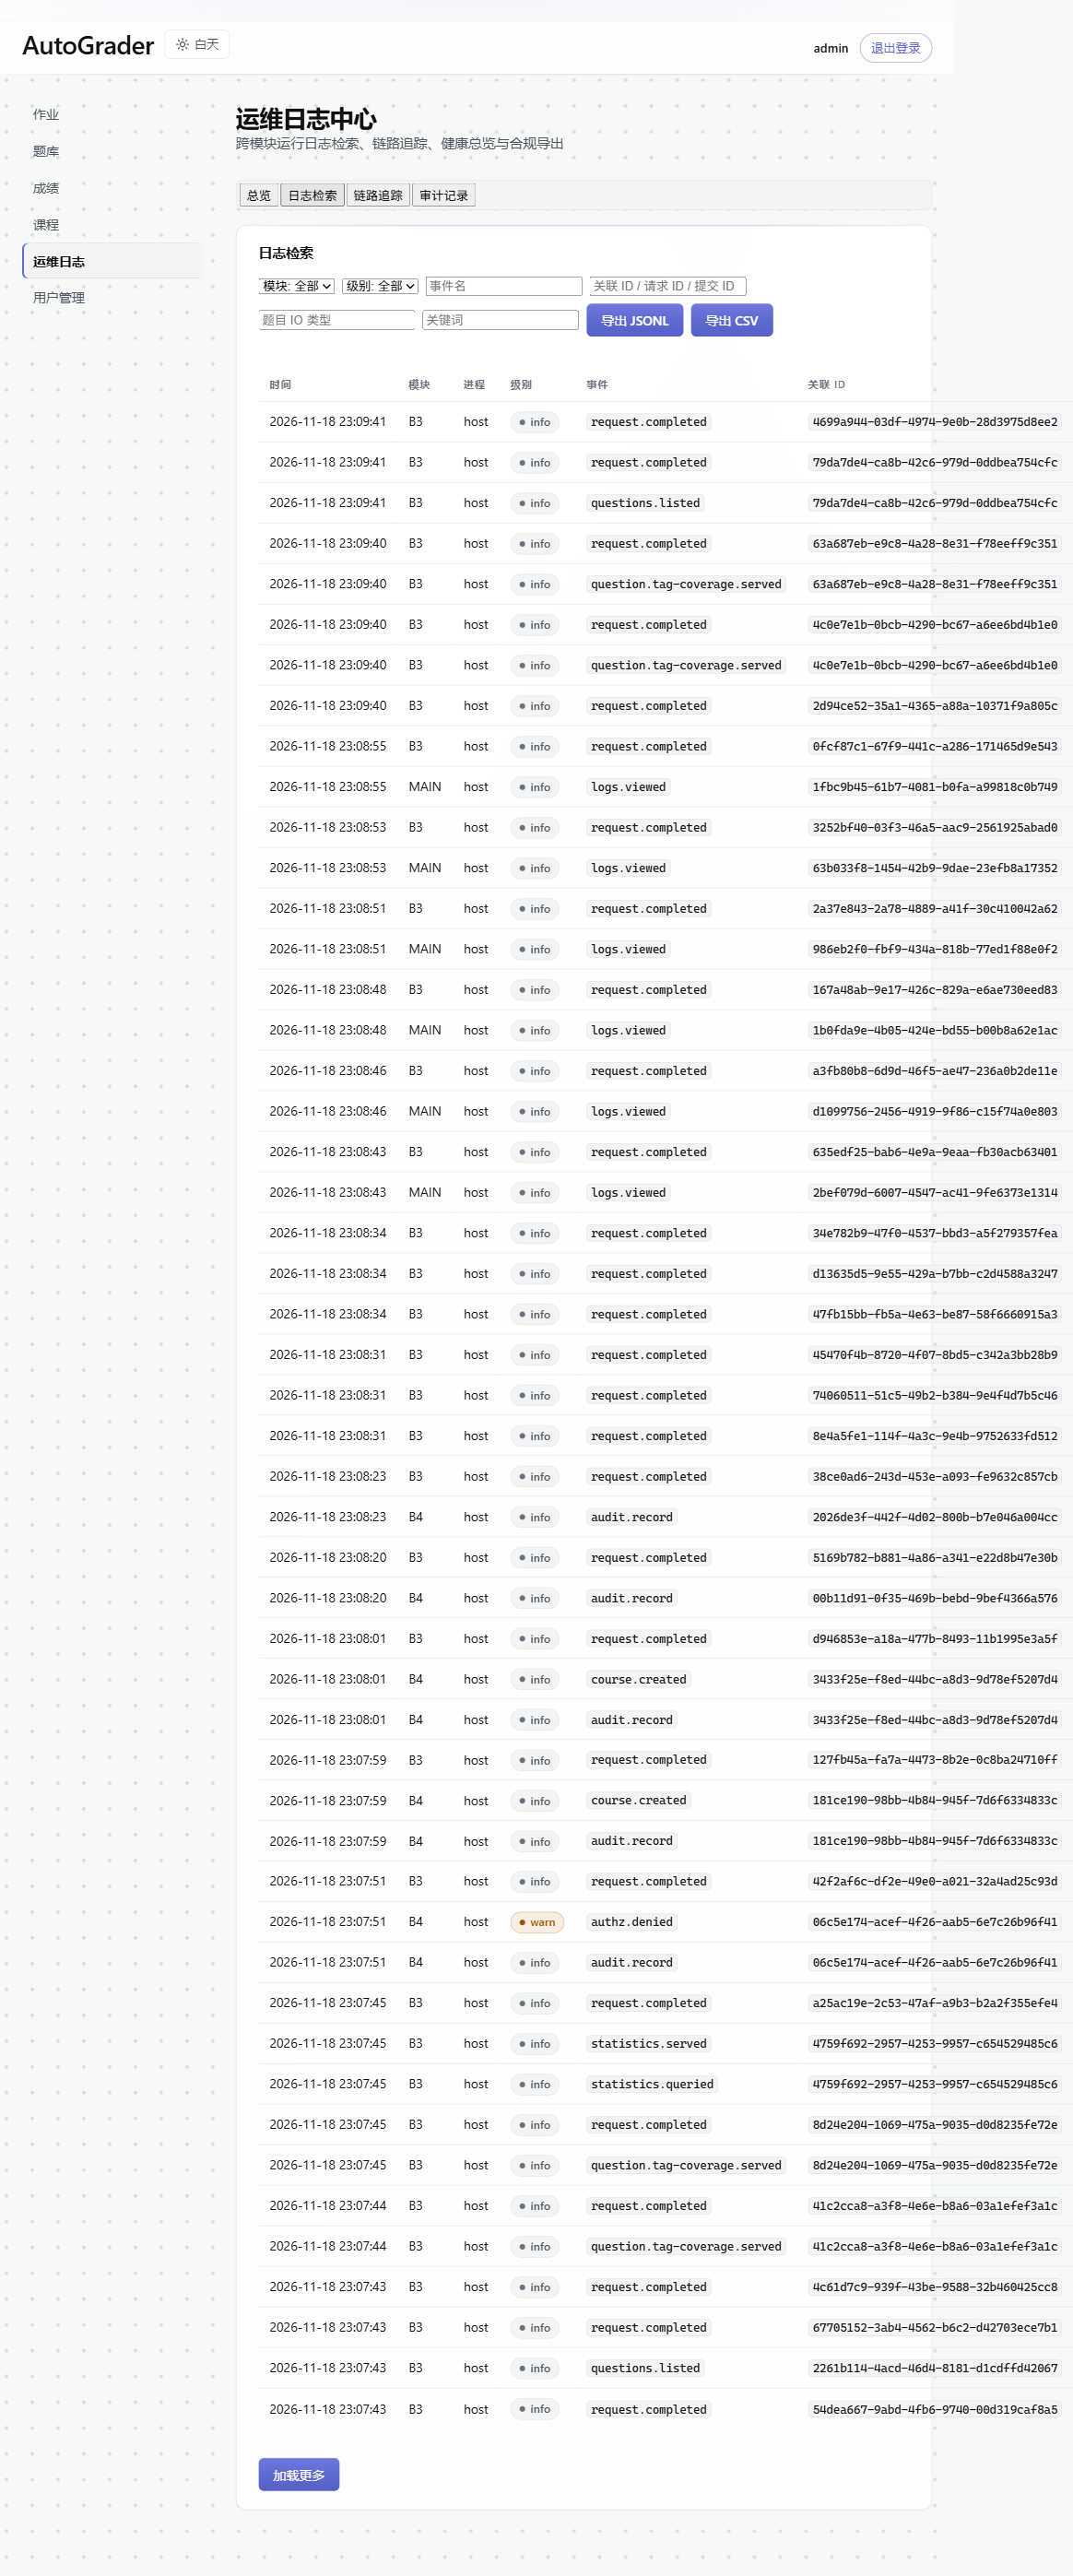 AutoGrader 白天 admin 退出登录
作业
题库
成绩
课程
运维日志
用户管理
运维日志中心
跨模块运行日志检索、链路追踪、健康总览与合规导出
总览 日志检索 链路追踪 审计记录
日志检索
模块: 全部 级别: 全部 事件名 关联 ID / 请求 ID / 提交 ID
题目 IO 类型 关键词 导出 JSONL 导出 CSV
时间 模块 进程 级别 事件 关联 ID
2026-11-18 23:09:41 B3 host info request.completed 4699a944-03df-4974-9e0b-28d3975d8ee2
2026-11-18 23:09:41 B3 host info request.completed 79da7de4-ca8b-42c6-979d-0ddbea754cfc
2026-11-18 23:09:41 B3 host info questions.listed 79da7de4-ca8b-42c6-979d-0ddbea754cfc
2026-11-18 23:09:40 B3 host info request.completed 63a687eb-e9c8-4a28-8e31-f78eeff9c351
2026-11-18 23:09:40 B3 host info question.tag-coverage.served 63a687eb-e9c8-4a28-8e31-f78eeff9c351
2026-11-18 23:09:40 B3 host info request.completed 4c0e7e1b-0bcb-4290-bc67-a6ee6bd4b1e0
2026-11-18 23:09:40 B3 host info question.tag-coverage.served 4c0e7e1b-0bcb-4290-bc67-a6ee6bd4b1e0
2026-11-18 23:09:40 B3 host info request.completed 2d94ce52-35a1-4365-a88a-10371f9a805c
2026-11-18 23:08:55 B3 host info request.completed 0fcf87c1-67f9-441c-a286-171465d9e543
2026-11-18 23:08:55 MAIN host info logs.viewed 1fbc9b45-61b7-4081-b0fa-a99818c0b749
2026-11-18 23:08:53 B3 host info request.completed 3252bf40-03f3-46a5-aac9-2561925abad0
2026-11-18 23:08:53 MAIN host info logs.viewed 63b033f8-1454-42b9-9dae-23efb8a17352
2026-11-18 23:08:51 B3 host info request.completed 2a37e843-2a78-4889-a41f-30c410042a62
2026-11-18 23:08:51 MAIN host info logs.viewed 986eb2f0-fbf9-434a-818b-77ed1f88e0f2
2026-11-18 23:08:48 B3 host info request.completed 167a48ab-9e17-426c-829a-e6ae730eed83
2026-11-18 23:08:48 MAIN host info logs.viewed 1b0fda9e-4b05-424e-bd55-b00b8a62e1ac
2026-11-18 23:08:46 B3 host info request.completed a3fb80b8-6d9d-46f5-ae47-236a0b2de11e
2026-11-18 23:08:46 MAIN host info logs.viewed d1099756-2456-4919-9f86-c15f74a0e803
2026-11-18 23:08:43 B3 host info request.completed 635edf25-bab6-4e9a-9eaa-fb30acb63401
2026-11-18 23:08:43 MAIN host info logs.viewed 2bef079d-6007-4547-ac41-9fe6373e1314
2026-11-18 23:08:34 B3 host info request.completed 34e782b9-47f0-4537-bbd3-a5f279357fea
2026-11-18 23:08:34 B3 host info request.completed d13635d5-9e55-429a-b7bb-c2d4588a3247
2026-11-18 23:08:34 B3 host info request.completed 47fb15bb-fb5a-4e63-be87-58f6660915a3
2026-11-18 23:08:31 B3 host info request.completed 45470f4b-8720-4f07-8bd5-c342a3bb28b9
2026-11-18 23:08:31 B3 host info request.completed 74060511-51c5-49b2-b384-9e4f4d7b5c46
2026-11-18 23:08:31 B3 host info request.completed 8e4a5fe1-114f-4a3c-9e4b-9752633fd512
2026-11-18 23:08:23 B3 host info request.completed 38ce0ad6-243d-453e-a093-fe9632c857cb
2026-11-18 23:08:23 B4 host info audit.record 2026de3f-442f-4d02-800b-b7e046a004cc
2026-11-18 23:08:20 B3 host info request.completed 5169b782-b881-4a86-a341-e22d8b47e30b
2026-11-18 23:08:20 B4 host info audit.record 00b11d91-0f35-469b-bebd-9bef4366a576
2026-11-18 23:08:01 B3 host info request.completed d946853e-a18a-477b-8493-11b1995e3a5f
2026-11-18 23:08:01 B4 host info course.created 3433f25e-f8ed-44bc-a8d3-9d78ef5207d4
2026-11-18 23:08:01 B4 host info audit.record 3433f25e-f8ed-44bc-a8d3-9d78ef5207d4
2026-11-18 23:07:59 B3 host info request.completed 127fb45a-fa7a-4473-8b2e-0c8ba24710ff
2026-11-18 23:07:59 B4 host info course.created 181ce190-98bb-4b84-945f-7d6f6334833c
2026-11-18 23:07:59 B4 host info audit.record 181ce190-98bb-4b84-945f-7d6f6334833c
2026-11-18 23:07:51 B3 host info request.completed 42f2af6c-df2e-49e0-a021-32a4ad25c93d
2026-11-18 23:07:51 B4 host warn authz.denied 06c5e174-acef-4f26-aab5-6e7c26b96f41
2026-11-18 23:07:51 B4 host info audit.record 06c5e174-acef-4f26-aab5-6e7c26b96f41
2026-11-18 23:07:45 B3 host info request.completed a25ac19e-2c53-47af-a9b3-b2a2f355efe4
2026-11-18 23:07:45 B3 host info statistics.served 4759f692-2957-4253-9957-c654529485c6
2026-11-18 23:07:45 B3 host info statistics.queried 4759f692-2957-4253-9957-c654529485c6
2026-11-18 23:07:45 B3 host info request.completed 8d24e204-1069-475a-9035-d0d8235fe72e
2026-11-18 23:07:45 B3 host info question.tag-coverage.served 8d24e204-1069-475a-9035-d0d8235fe72e
2026-11-18 23:07:44 B3 host info request.completed 41c2cca8-a3f8-4e6e-b8a6-03a1efef3a1c
2026-11-18 23:07:44 B3 host info question.tag-coverage.served 41c2cca8-a3f8-4e6e-b8a6-03a1efef3a1c
2026-11-18 23:07:43 B3 host info request.completed 4c61d7c9-939f-43be-9588-32b460425cc8
2026-11-18 23:07:43 B3 host info request.completed 67705152-3ab4-4562-b6c2-d42703ece7b1
2026-11-18 23:07:43 B3 host info questions.listed 2261b114-4acd-46d4-8181-d1cdffd42067
2026-11-18 23:07:43 B3 host info request.completed 54dea667-9abd-4fb6-9740-00d319caf8a5
加载更多